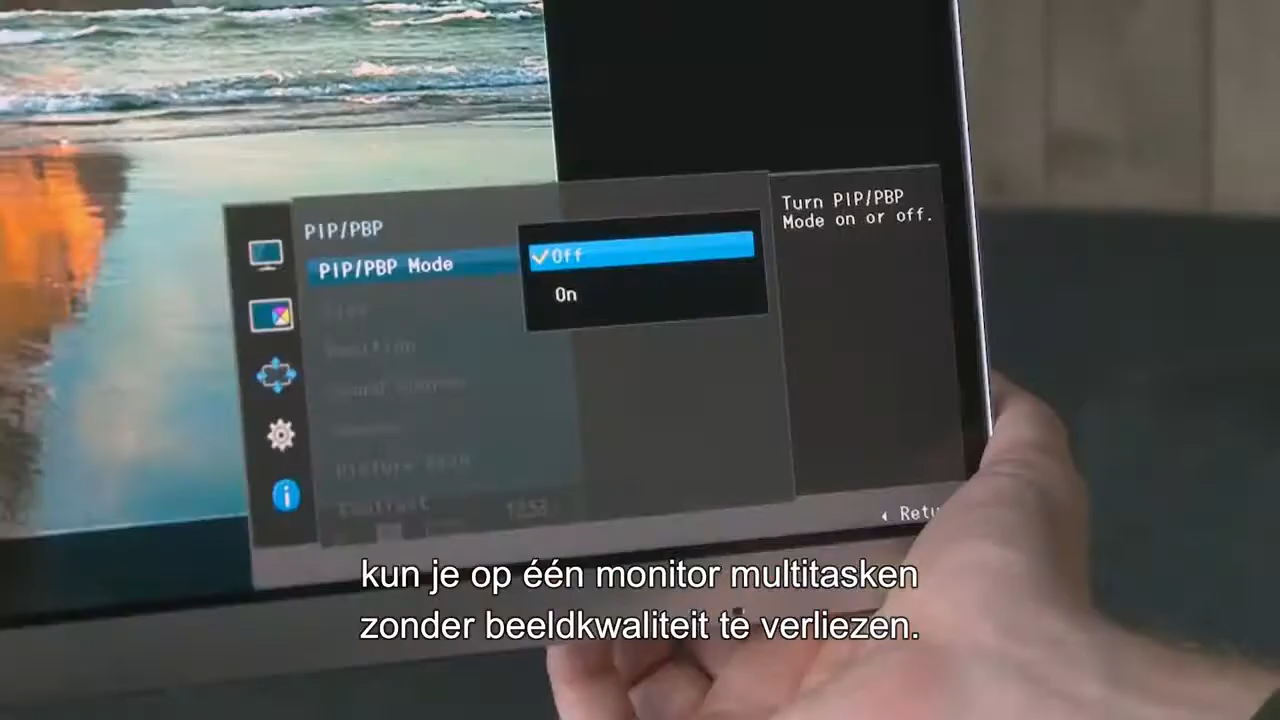 PIP/PBP
PIP/PBP Mode
Off
On
Turn PIP/PBP
Mode on or off.
Contrast
kun je op één monitor multitasken
zonder beeldkwaliteit te verliezen.